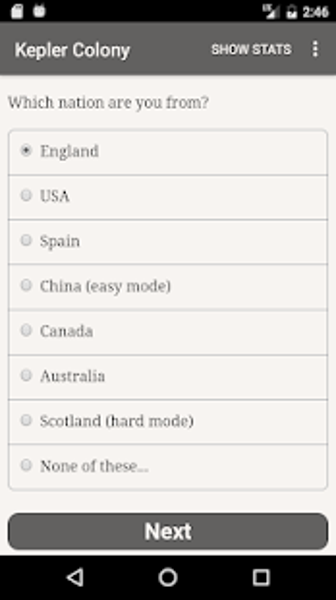 2:46
Kepler Colony SHOW STATS
Which nation are you from?
England
USA
Spain
China (easy mode)
Canada
Australia
Scotland (hard mode)
None of these...
Next